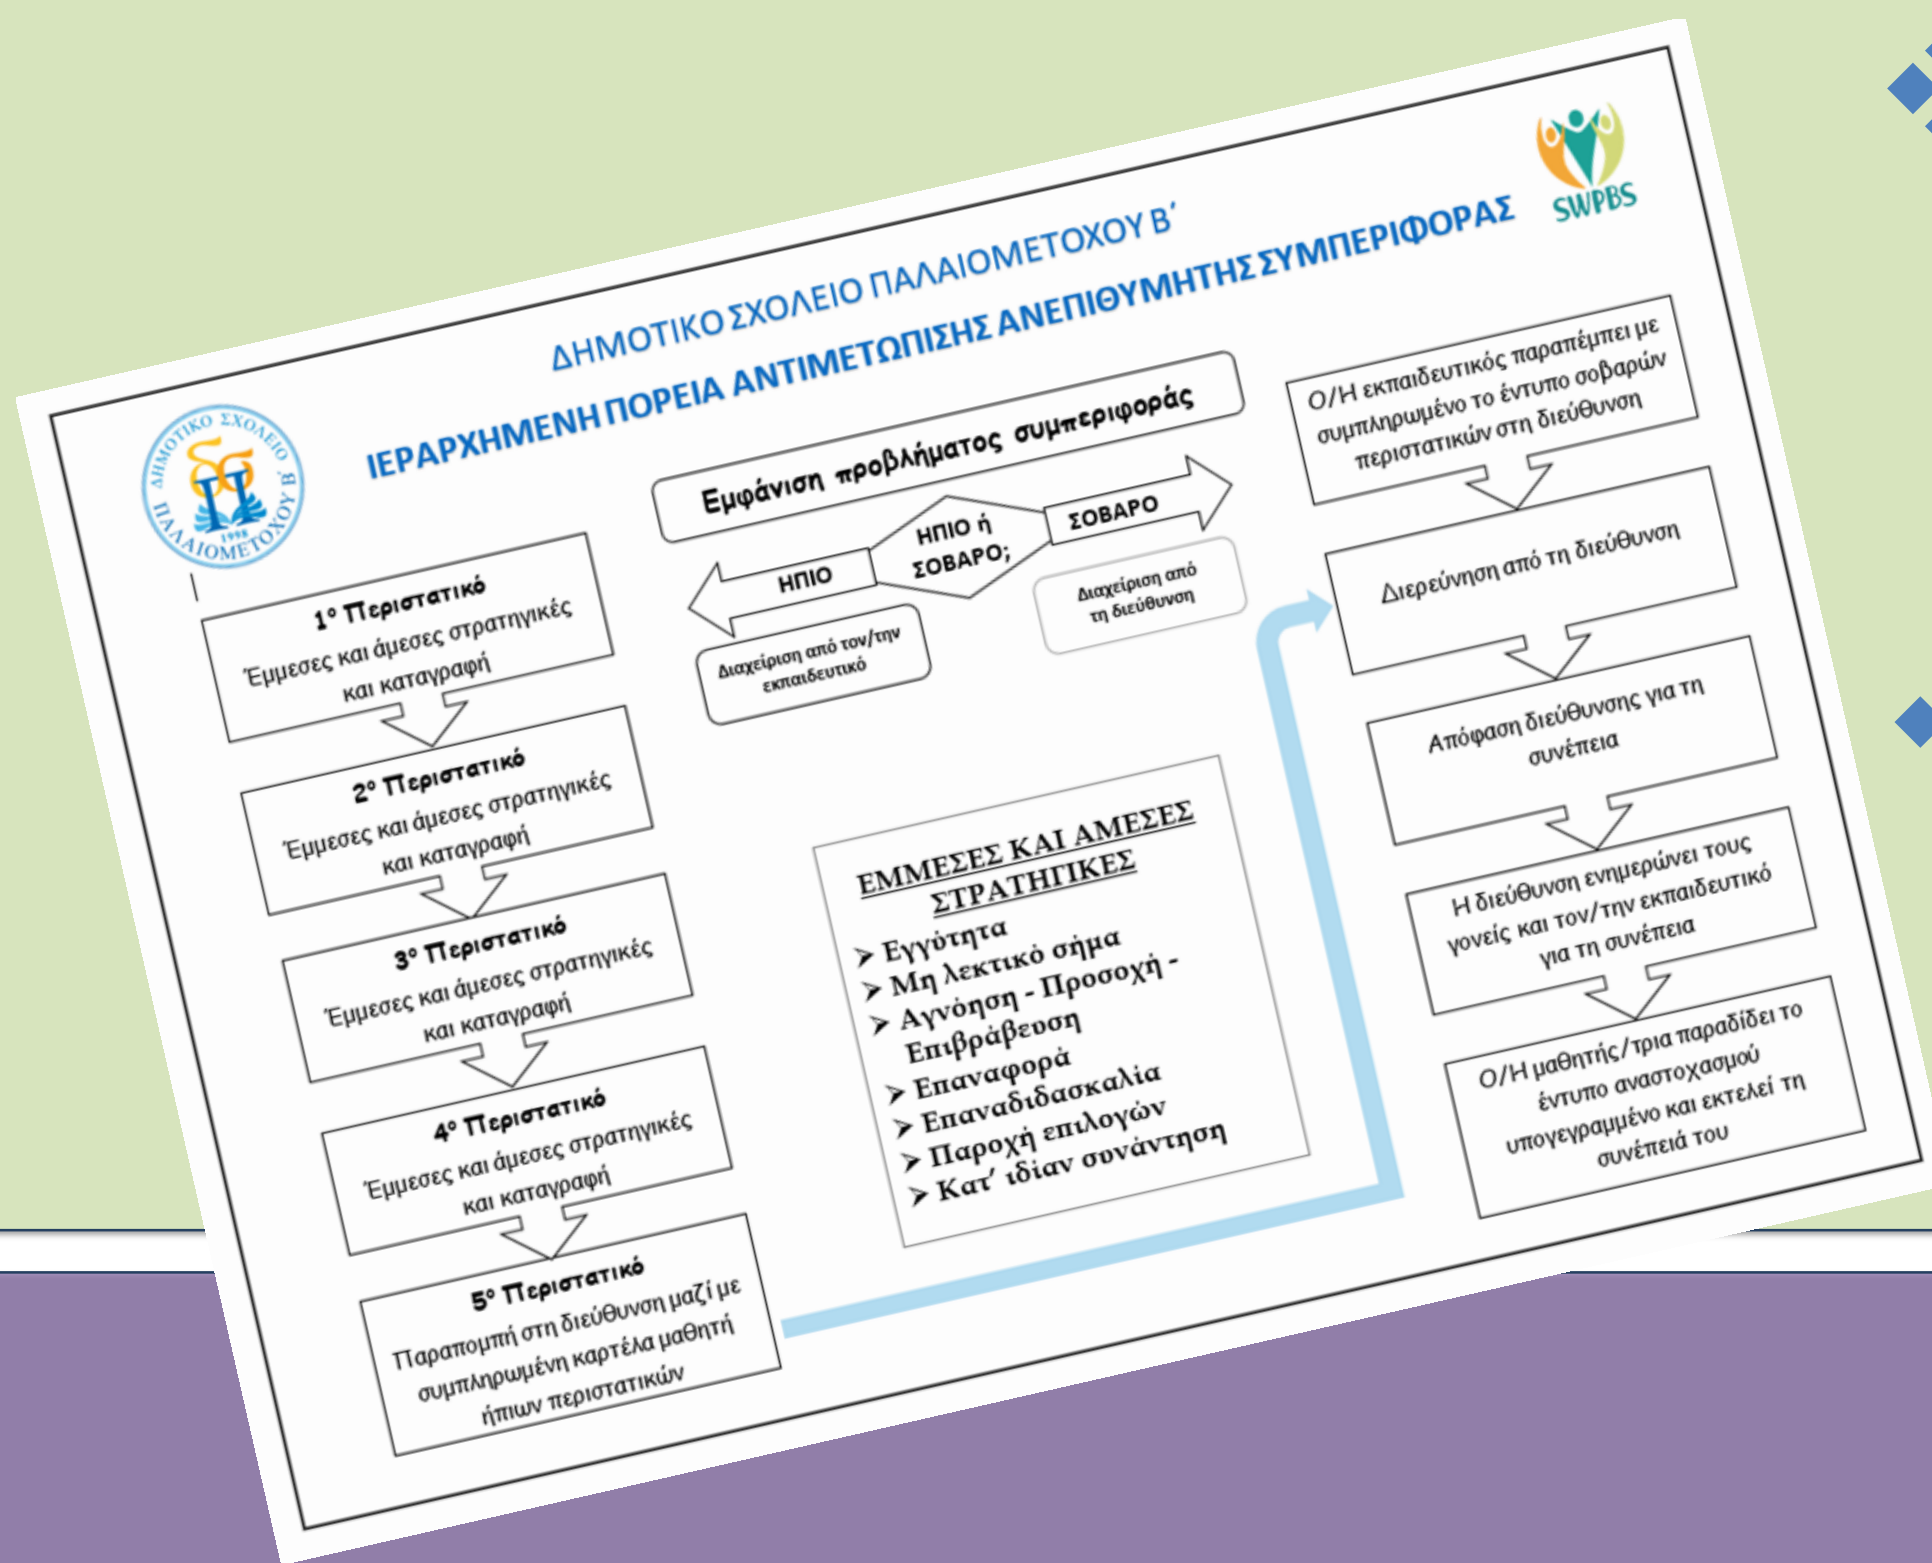 ΔΗΜΟΤΙΚΟ ΣΧΟΛΕΙΟ ΠΑΛΑΙΟΜΕΤΟΧΟΥ Β΄
ΙΕΡΑΡΧΗΜΕΝΗ ΠΟΡΕΙΑ ΑΝΤΙΜΕΤΩΠΙΣΗΣ ΑΝΕΠΙΘΥΜΗΤΗΣ ΣΥΜΠΕΡΙΦΟΡΑΣ
SWPBS
ΔΗΜΟΤΙΚΟ ΣΧΟΛΕΙΟ
ΠΑΛΑΙΟΜΕΤΟΧΟΥ Β΄
1998
Εμφάνιση προβλήματος συμπεριφοράς
ΗΠΙΟ ή
ΣΟΒΑΡΟ;
ΗΠΙΟ
ΣΟΒΑΡΟ
Διαχείριση από τον/την
εκπαιδευτικό
Διαχείριση από
τη διεύθυνση
1° Περιστατικό
Έμμεσες και άμεσες στρατηγικές
και καταγραφή
2° Περιστατικό
Έμμεσες και άμεσες στρατηγικές
και καταγραφή
3° Περιστατικό
Έμμεσες και άμεσες στρατηγικές
και καταγραφή
4° Περιστατικό
Έμμεσες και άμεσες στρατηγικές
και καταγραφή
5° Περιστατικό
Παραπομπή στη διεύθυνση μαζί με
συμπληρωμένη καρτέλα μαθητή
ήπιων περιστατικών
ΕΜΜΕΣΕΣ ΚΑΙ ΑΜΕΣΕΣ
ΣΤΡΑΤΗΓΙΚΕΣ
➢ Εγγύτητα
➢ Μη λεκτικό σήμα
➢ Αγνόηση - Προσοχή -
Επιβράβευση
➢ Επαναφορά
➢ Επαναδιδασκαλία
➢ Παροχή επιλογών
➢ Κατ’ ιδίαν συνάντηση
Ο/Η εκπαιδευτικός παραπέμπει με
συμπληρωμένο το έντυπο σοβαρών
περιστατικών στη διεύθυνση
Διερεύνηση από τη διεύθυνση
Απόφαση διεύθυνσης για τη
συνέπεια
Η διεύθυνση ενημερώνει τους
γονείς και τον/την εκπαιδευτικό
για τη συνέπεια
Ο/Η μαθητής/τρια παραδίδει το
έντυπο αναστοχασμού
υπογεγραμμένο και εκτελεί τη
συνέπειά του